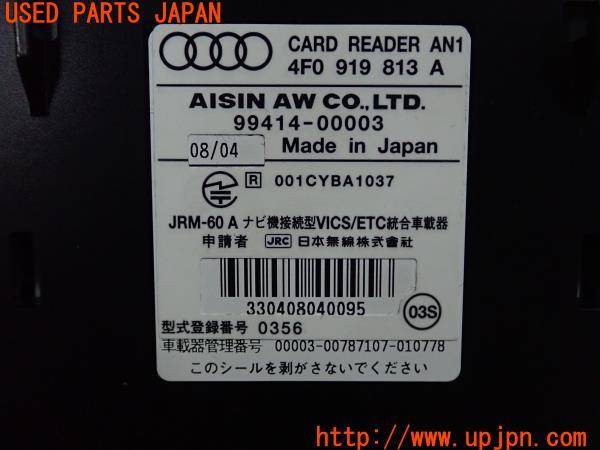 USED PARTS JAPAN
CARD READER AN1
4F0 919 813 A
AISIN AW CO.,LTD.
99414-00003
08/04
Made in Japan
R 001CYBA1037
JRM-60 A ナビ機接続型VICS/ETC統合車載器
申請者 JRC 日本無線株式會社
330408040095
03S
型式登録番号 0356
車載器管理番号 00003-00787107-010778
このシールを剥がさないでください
USED PARTS JAPAN
http://www.upjpn.com/